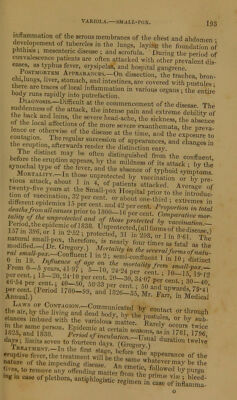 VARIOLA.—SMALL-POX. 193
inflammation of the serous membranes of the chest and abdomen;
development of tubercles in the lungs, laying the foundation of
phthisis; mesenteric disease; and scrofula. During the period of
convalescence patients are often attacked with other prevalent dis-
eases, as typhus fever, erysipelas, and hospital gangrene.
POSTMORTEM APPEARANCES.—On dissection, the trachea, bron-
chi, lungs, liver, stomach, and intestines, are covered with pustules;
there are traces of local inflammation in various organs; the entire
body runs rapidly into putrefaction.
DIAGNOSIS.—Difficult at the commencement of the disease. The
suddenness of the attack, the intense pain and extreme debility of
the back and loins, the severe head-ache, the sickness, the absence
of the local affections of the more severe exanthemata, the preva-
lence or otherwise of the disease at the time, and the exposure to
contagion. The regular succession of appearances, and changes in
the eruption, afterwards render the distinction easy.
The distinct may be often distinguished from the confluent,
before the eruption appears, by the mildness of its attack; by the
synochal type of the fever, and the absence of typhoid symptoms.
MORTALITY.—In those unprotected by vaccination or by pre-
vious attack, about 1 in 4, of patients attacked. Average of
twenty-five years at the Small-pox Hospital prior to the introduc-
tion of vaccination, 32 per cent. or about one-third; extremes in
different epidemics 15 per cent. and 42 per cent. Proportion to total
deaths from all causes prior to 1800—16 per cent. Comparative mor-
tality of the unprotected and of those protected by vaccination.—
Period, the epidemic of 1838. Unprotected, (all forms of the disease,)
157 in 396, or 1 in 2·52; protected, 31 in 293, or 1 in 9·61. The
natural small-pox, therefore, is nearly four times as fatal as the
modified.—(Dr. Gregory.) Mortality in the several forms of natu-
ral small-pox.—Confluent 1 in 2; semi-confluent 1 in 10; distinct
0 in 19. Influence of age on the mortality from small-pox.—
From 0—5 years, 41·97; 5—10, 24·24 per cent.; 10—15, 19·12
per cent.; 15—20, 24·10 per cent. 20—30, 34·07 per cent.; 30—40,
46·34 per cent.; 40—50, 50·33 per cent.; 50 and upwards, 79·41
per cent. (Period 1780—93, and 1826—35, Mr. Farr, in Medical
Annual.)
LAWS OF CONTAGION.—Communicated by contact or through
the air, by the living and dead body, by the pustules, or by sub-
stances imbued with the variolous matter. Rarely occurs twice
in the same person. Epidemic at certain seasons, as in 1761, 1796,
1825, and 1838. Period of incubation.—Usual duration twelve
days; limits seven to fourteen days. (Gregory.)
TREATMENT.—In the first stage, before the appearance of the
eruptive fever, the treatment will be the same whatever may be the
nature of the impending disease. An emetic, followed by purga-
tives, to remove any offending matter from the primæ viæ; bleed-
ing in case of plethora, antiphlogistic regimen in case of inflamma-
O